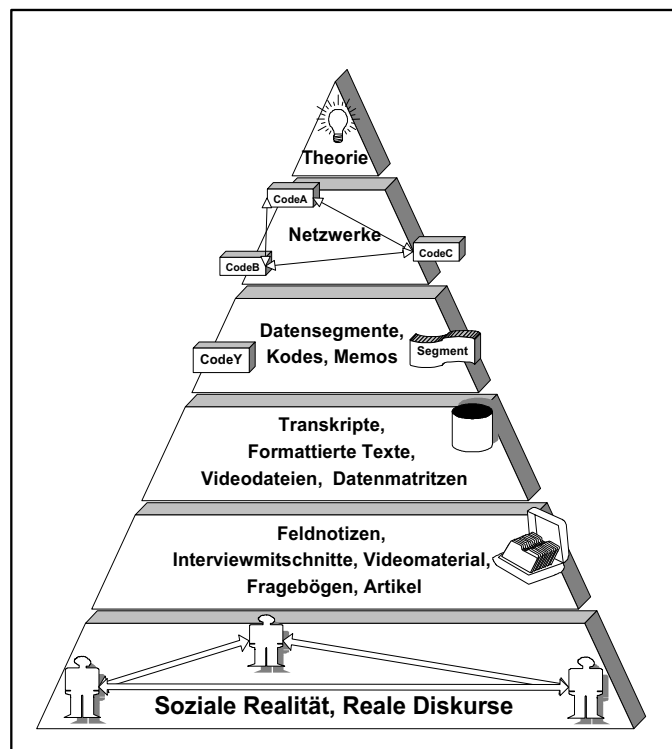 Theorie
CodeA
Netzwerke
CodeB
CodeC
Datensegmente,
Kodes, Memos
CodeY
Segment
Transkripte,
Formattierte Texte,
Videodateien, Datenmatritzen
Feldnotizen,
Interviewmitschnitte, Videomaterial,
Fragebögen, Artikel
Soziale Realität, Reale Diskurse